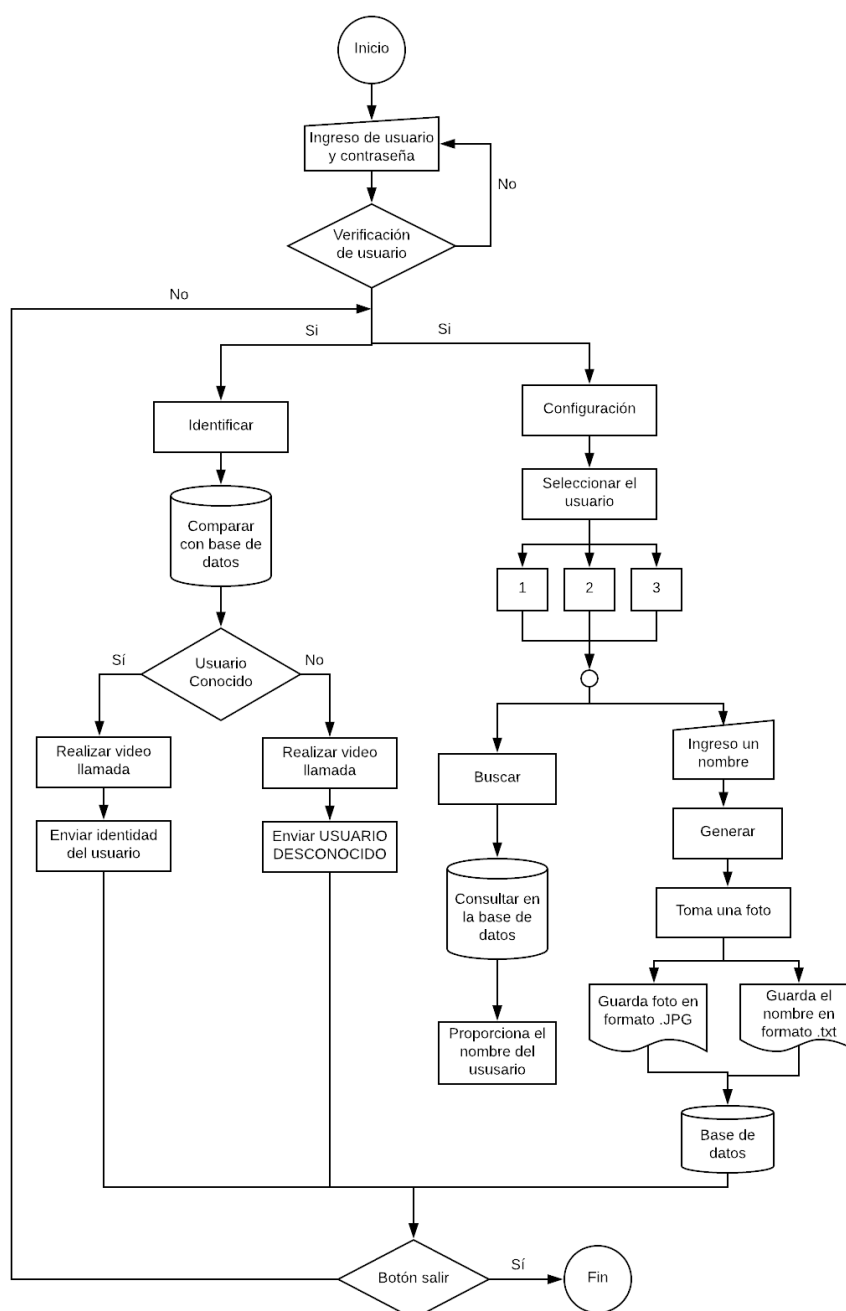 Inicio
Ingreso de usuario
y contraseña
No
Verificación
de usuario
No
Si
Si
Identificar
Configuración
Seleccionar el
usuario
Comparar
con base de
datos
1
2
3
Sí
Usuario
Conocido
No
Realizar video
llamada
Realizar video
llamada
Buscar
Ingreso un
nombre
Enviar identidad
del usuario
Enviar USUARIO
DESCONOCIDO
Generar
Consultar en
la base de
datos
Toma una foto
Guarda foto en
formato .JPG
Guarda el
nombre en
formato .txt
Proporciona el
nombre del
ususario
Base de
datos
Botón salir
Sí
Fin